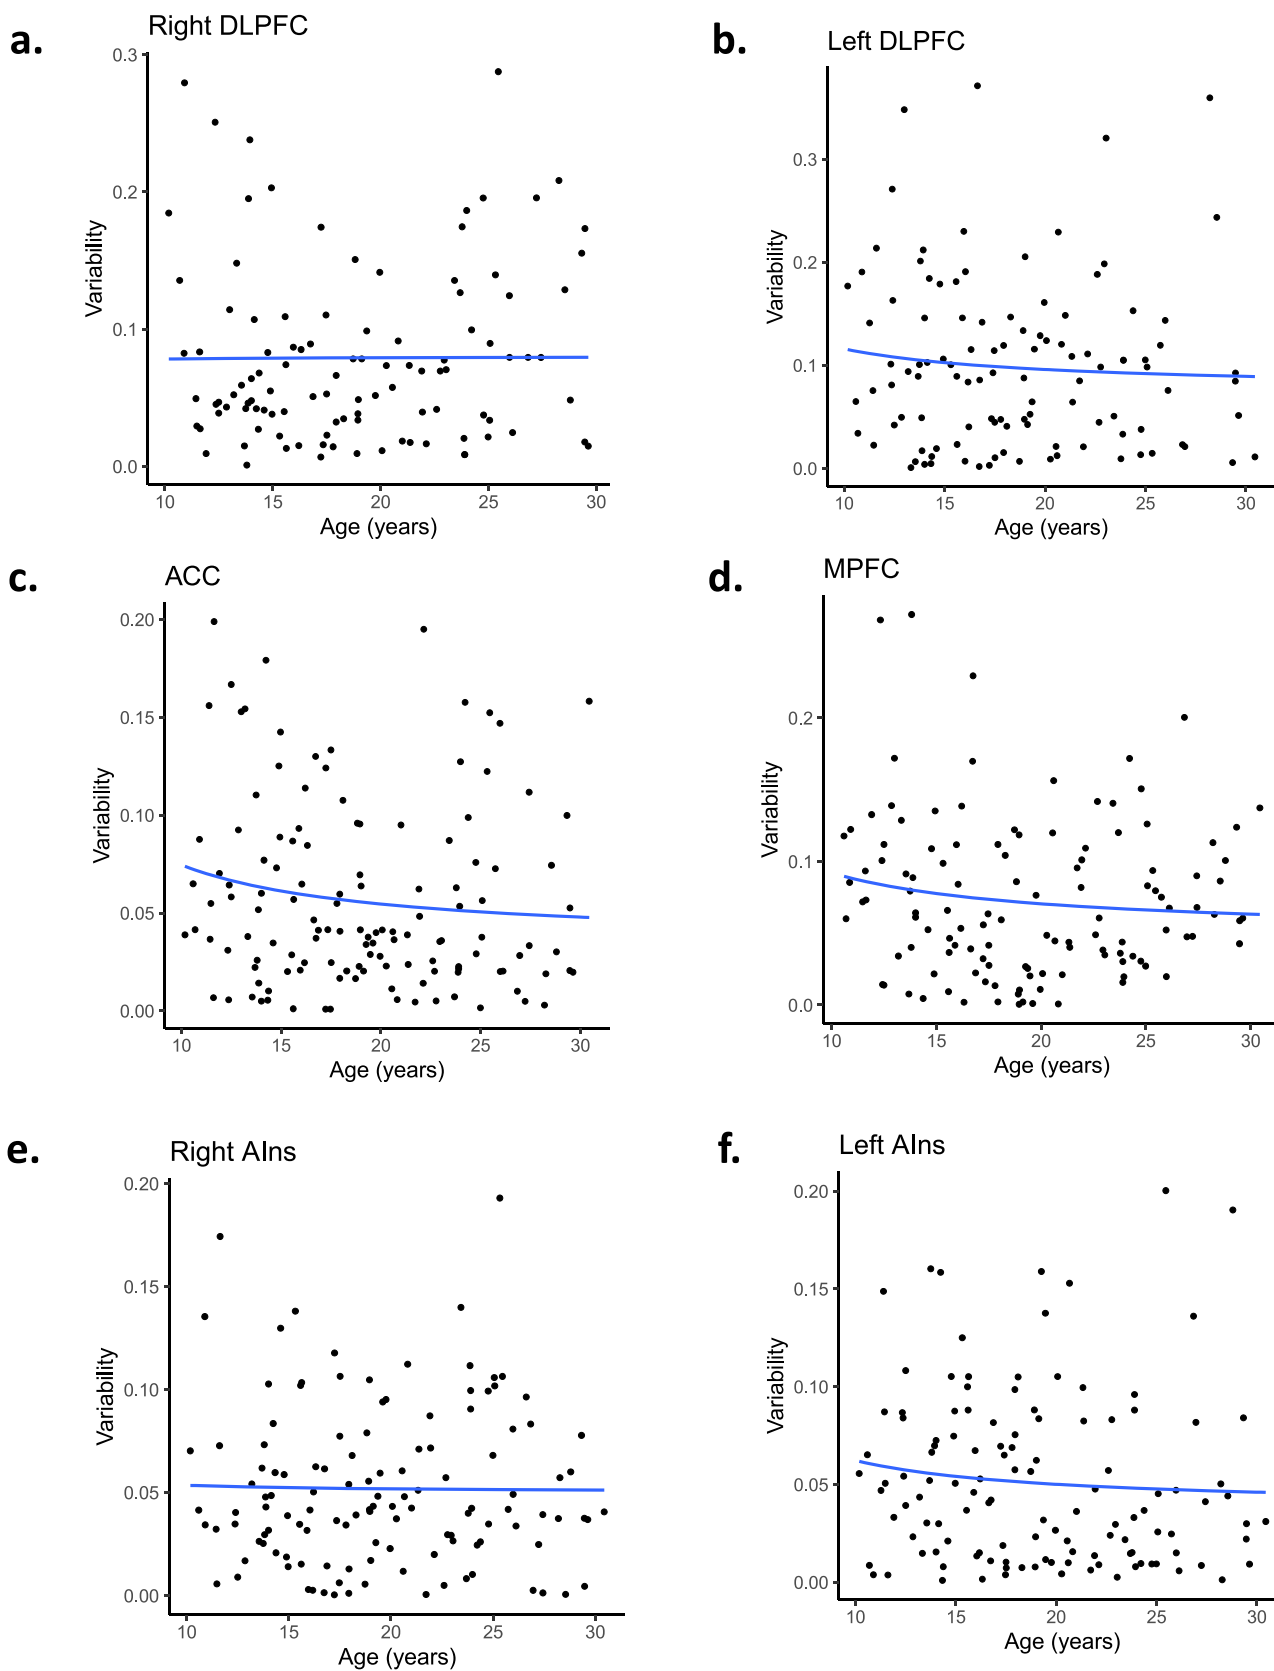 a.
Right DLPFC
0.3
0.2
0.1
0.0
Variability
10 15 20 25 30
Age (years)
b.
Left DLPFC
0.3
0.2
0.1
0.0
Variability
10 15 20 25 30
Age (years)
c.
ACC
0.20
0.15
0.10
0.05
0.00
Variability
10 15 20 25 30
Age (years)
d.
MPFC
0.2
0.1
0.0
Variability
10 15 20 25 30
Age (years)
e.
Right AIns
0.20
0.15
0.10
0.05
0.00
Variability
10 15 20 25 30
Age (years)
f.
Left AIns
0.20
0.15
0.10
0.05
0.00
Variability
10 15 20 25 30
Age (years)